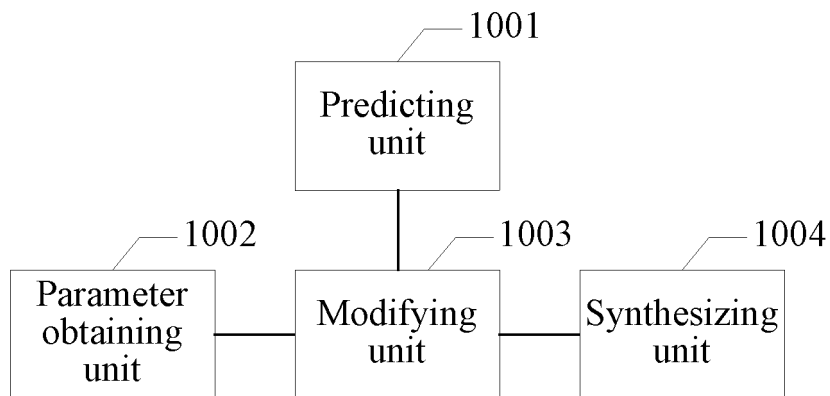 1001
Predicting
unit
1002
1003
1004
Parameter
obtaining
unit
Modifying
unit
Synthesizing
unit